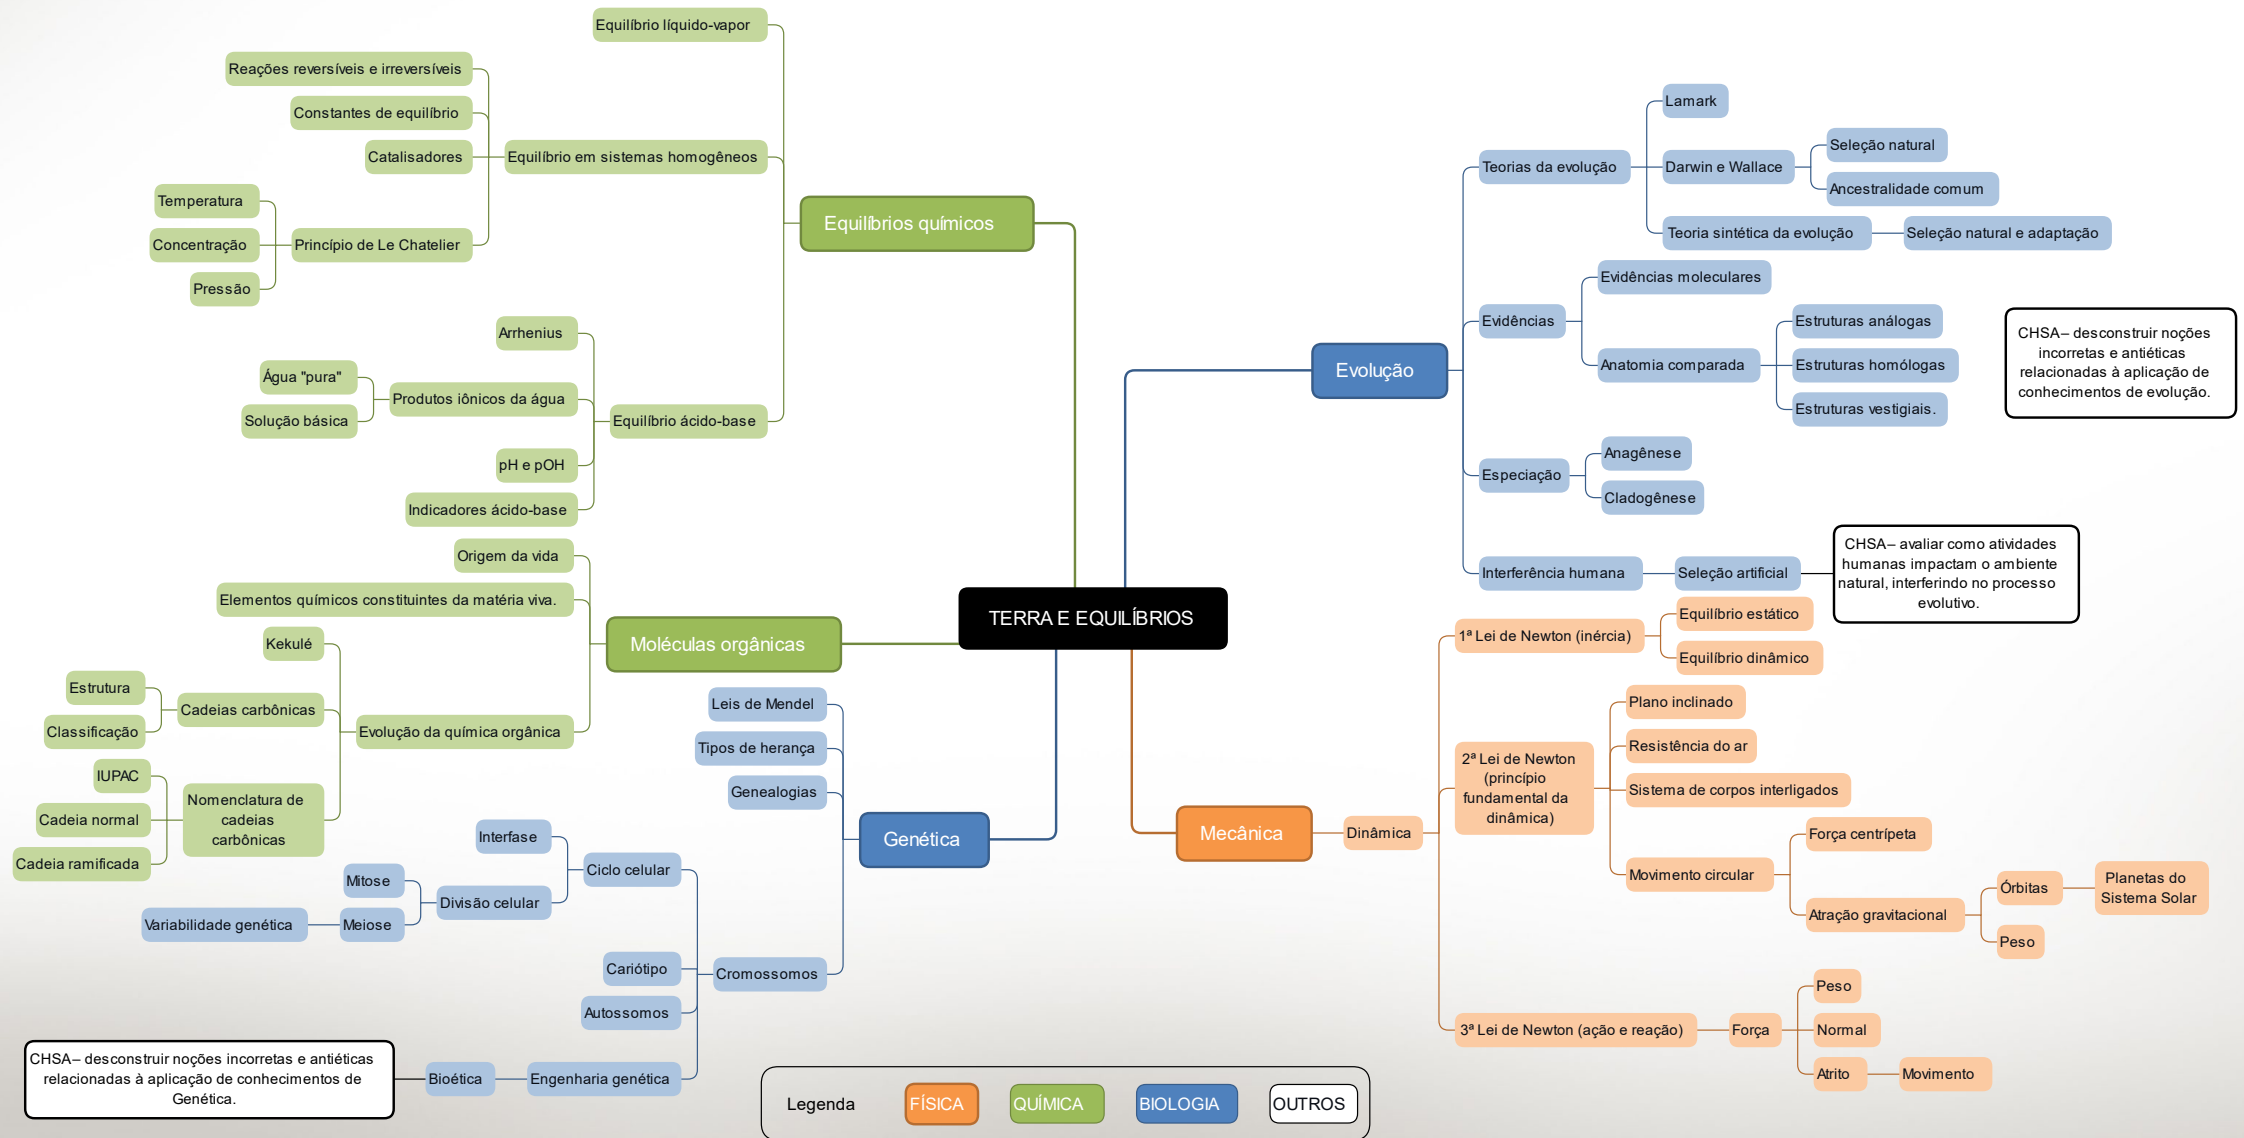 TERRA E EQUILÍBRIOS
Equilíbrios químicos
Equilíbrio líquido-vapor
Equilíbrio em sistemas homogêneos
Reações reversíveis e irreversíveis
Constantes de equilíbrio
Catalisadores
Princípio de Le Chatelier
Temperatura
Concentração
Pressão
Equilíbrio ácido-base
Arrhenius
Produtos iônicos da água
Água "pura"
Solução básica
pH e pOH
Indicadores ácido-base
Moléculas orgânicas
Origem da vida
Elementos químicos constituintes da matéria viva.
Evolução da química orgânica
Kekulé
Cadeias carbônicas
Estrutura
Classificação
Nomenclatura de
cadeias
carbônicas
IUPAC
Cadeia normal
Cadeia ramificada
Genética
Leis de Mendel
Tipos de herança
Genealogias
Cromossomos
Ciclo celular
Interfase
Divisão celular
Mitose
Meiose
Variabilidade genética
Cariótipo
Autossomos
Engenharia genética
Bioética
CHSA– desconstruir noções incorretas e antiéticas
relacionadas à aplicação de conhecimentos de
Genética.
Evolução
Teorias da evolução
Lamark
Darwin e Wallace
Seleção natural
Ancestralidade comum
Teoria sintética da evolução
Seleção natural e adaptação
Evidências
Evidências moleculares
Anatomia comparada
Estruturas análogas
Estruturas homólogas
Estruturas vestigiais.
CHSA– desconstruir noções
incorretas e antiéticas
relacionadas à aplicação de
conhecimentos de evolução.
Especiação
Anagênese
Cladogênese
Interferência humana
Seleção artificial
CHSA– avaliar como atividades
humanas impactam o ambiente
natural, interferindo no processo
evolutivo.
Mecânica
Dinâmica
1ª Lei de Newton (inércia)
Equilíbrio estático
Equilíbrio dinâmico
2ª Lei de Newton
(princípio
fundamental da
dinâmica)
Plano inclinado
Resistência do ar
Sistema de corpos interligados
Movimento circular
Força centrípeta
Atração gravitacional
Órbitas
Planetas do
Sistema Solar
Peso
3ª Lei de Newton (ação e reação)
Força
Peso
Normal
Atrito
Movimento
Legenda
FÍSICA
QUÍMICA
BIOLOGIA
OUTROS